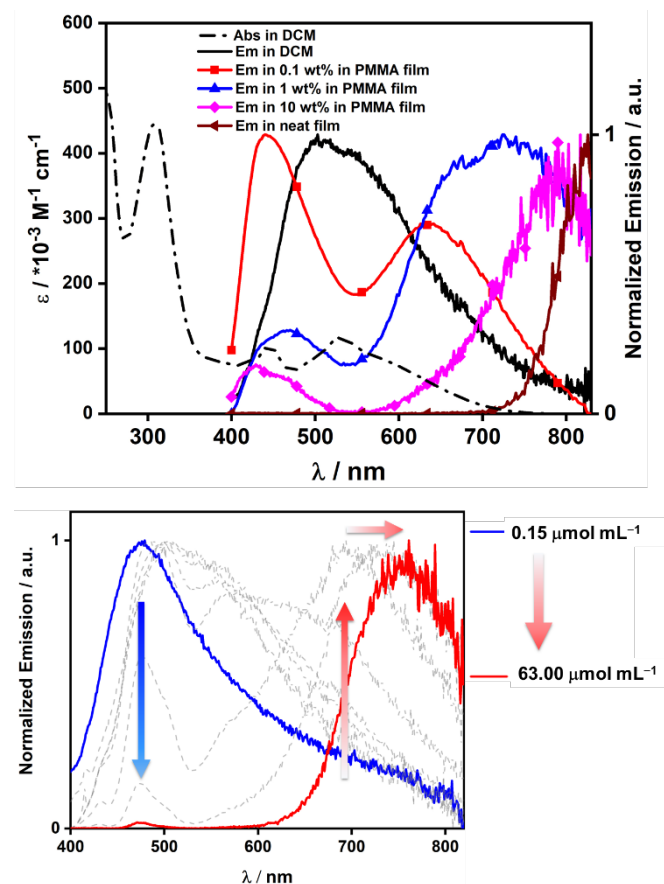 600
500
400
300
200
100
0
ε / *10⁻³ M⁻¹ cm⁻¹
Abs in DCM
Em in DCM
Em in 0.1 wt% in PMMA film
Em in 1 wt% in PMMA film
Em in 10 wt% in PMMA film
Em in neat film
1
0
Normalized Emission / a.u.
300 400 500 600 700 800
λ / nm
1
0
Normalized Emission / a.u.
0.15 μmol mL⁻¹
63.00 μmol mL⁻¹
400 500 600 700 800
λ / nm